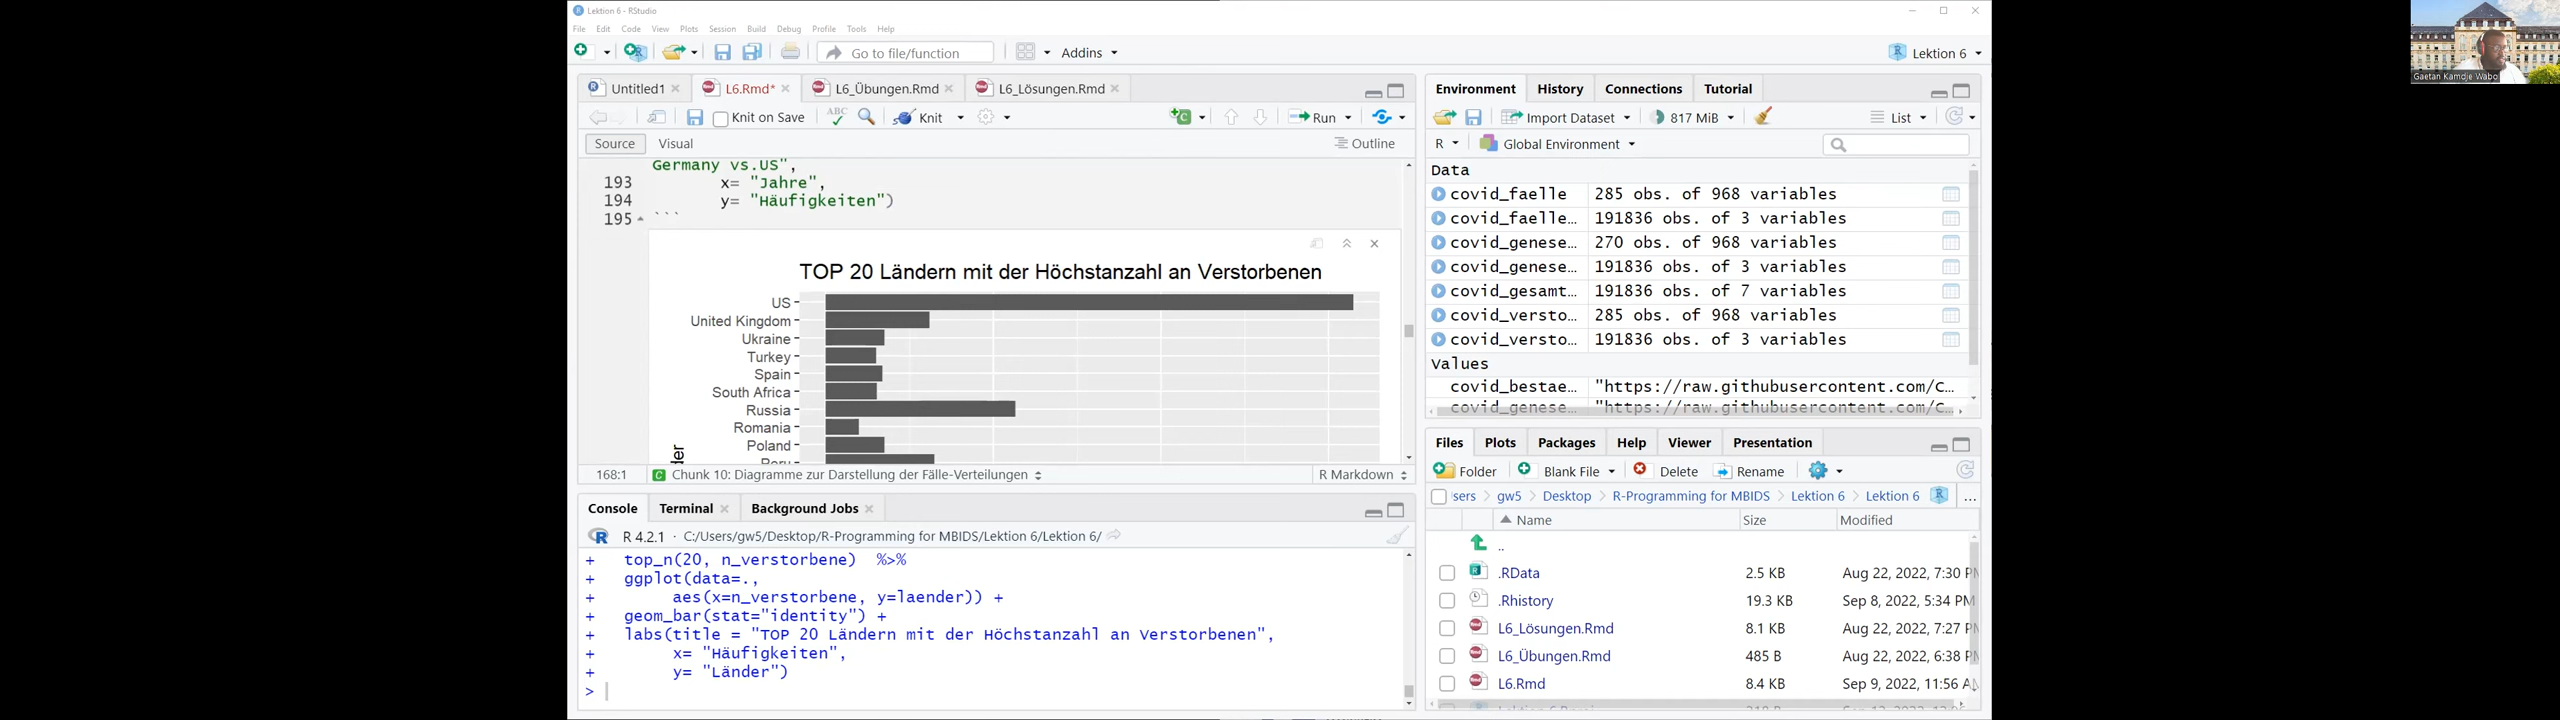 Lektion 6 - RStudio
File Edit Code View Plots Session Build Debug Profile Tools Help
Go to file/function Addins Lektion 6
Untitled1 L6.Rmd* L6_Übungen.Rmd L6_Lösungen.Rmd
Knit on Save ABC Knit Run
Source Visual Outline
Germany vs.US",
193 x= "Jahre",
194 y= "Häufigkeiten")
195 ```
TOP 20 Ländern mit der Höchstanzahl an Verstorbenen
US
United Kingdom
Ukraine
Turkey
Spain
South Africa
Russia
Romania
Poland
Peru
der
168:1 Chunk 10: Diagramme zur Darstellung der Fälle-Verteilungen R Markdown
Console Terminal Background Jobs
R 4.2.1 · C:/Users/gw5/Desktop/R-Programming for MBIDS/Lektion 6/Lektion 6/
+ top_n(20, n_verstorbene) %>%
+ ggplot(data=.,
+ aes(x=n_verstorbene, y=laender)) +
+ geom_bar(stat="identity") +
+ labs(title = "TOP 20 Ländern mit der Höchstanzahl an Verstorbenen",
+ x= "Häufigkeiten",
+ y= "Länder")
>
Environment History Connections Tutorial
Import Dataset 817 MiB List
R Global Environment
Data
covid_faelle 285 obs. of 968 variables
covid_faelle… 191836 obs. of 3 variables
covid_genese… 270 obs. of 968 variables
covid_genese… 191836 obs. of 3 variables
covid_gesamt… 191836 obs. of 7 variables
covid_versto… 285 obs. of 968 variables
covid_versto… 191836 obs. of 3 variables
Values
covid_bestae… "https://raw.githubusercontent.com/C…
covid_genese… "https://raw.githubusercontent.com/C…
Files Plots Packages Help Viewer Presentation
Folder Blank File Delete Rename
sers gw5 Desktop R-Programming for MBIDS Lektion 6 Lektion 6 ...
Name Size Modified
..
.RData 2.5 KB Aug 22, 2022, 7:30 PM
.Rhistory 19.3 KB Sep 8, 2022, 5:34 PM
L6_Lösungen.Rmd 8.1 KB Aug 22, 2022, 7:27 PM
L6_Übungen.Rmd 485 B Aug 22, 2022, 6:38 PM
L6.Rmd 8.4 KB Sep 9, 2022, 11:56 A
Gaetan Kamdje Wabo